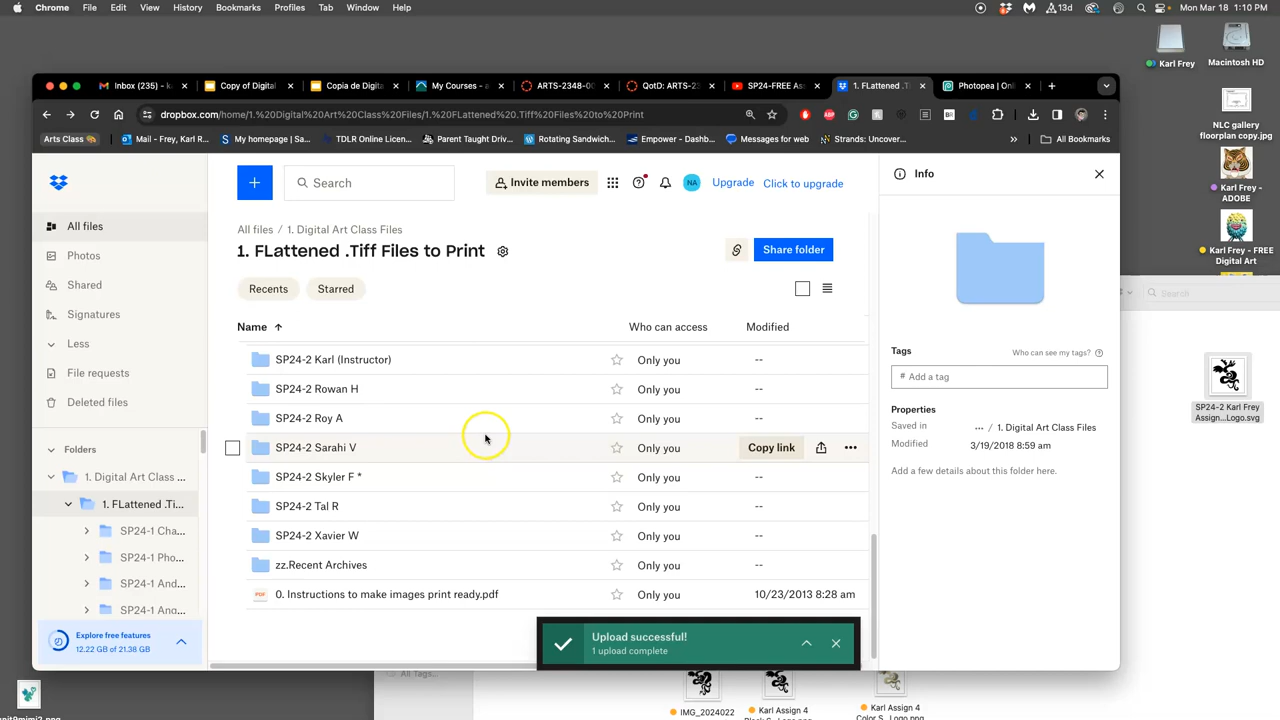 Chrome File Edit View History Bookmarks Profiles Tab Window Help
13d
Mon Mar 18 1:10 PM
Inbox (235) - k
Copy of Digital
Copia de Digita
My Courses - a
ARTS-2348-00
QotD: ARTS-23
SP24-FREE As
1. FLattened .T
Photopea | Onl
dropbox.com/home/1.%20Digital%20Art%20Class%20Files/1.%20FLattened%20.Tiff%20Files%20to%20Print
Arts Class
Mail - Frey, Karl R...
My homepage | Sa...
TDLR Online Licen...
Parent Taught Driv...
Rotating Sandwich...
Empower - Dashb...
Messages for web
Strands: Uncover...
»
All Bookmarks
Search
Invite members
NA
Upgrade
Click to upgrade
All files
Photos
Shared
Signatures
Less
File requests
Deleted files
Folders
1. Digital Art Class ...
1. FLattened .Ti...
SP24-1 Cha...
SP24-1 Pho...
SP24-1 And...
SP24-1 Ang...
Explore free features
12.22 GB of 21.38 GB
All files / 1. Digital Art Class Files
1. FLattened .Tiff Files to Print
Share folder
Recents
Starred
Name Who can access Modified
SP24-2 Karl (Instructor) Only you --
SP24-2 Rowan H Only you --
SP24-2 Roy A Only you --
SP24-2 Sarahi V Only you Copy link
SP24-2 Skyler F * Only you --
SP24-2 Tal R Only you --
SP24-2 Xavier W Only you --
zz.Recent Archives Only you --
PDF 0. Instructions to make images print ready.pdf Only you 10/23/2013 8:28 am
Upload successful!
1 upload complete
Info
Tags
Who can see my tags?
# Add a tag
Properties
Saved in ... / 1. Digital Art Class Files
Modified 3/19/2018 8:59 am
Add a few details about this folder here.
Karl Frey
Macintosh HD
NLC gallery
floorplan copy.jpg
Karl Frey -
ADOBE
Karl Frey - FREE
Digital Art
Search
SP24-2 Karl Frey
Assign...Logo.svg
All Tags...
IMG_2024022
Karl Assign 4
Black S...Logo.png
Karl Assign 4
Color S...Logo.png